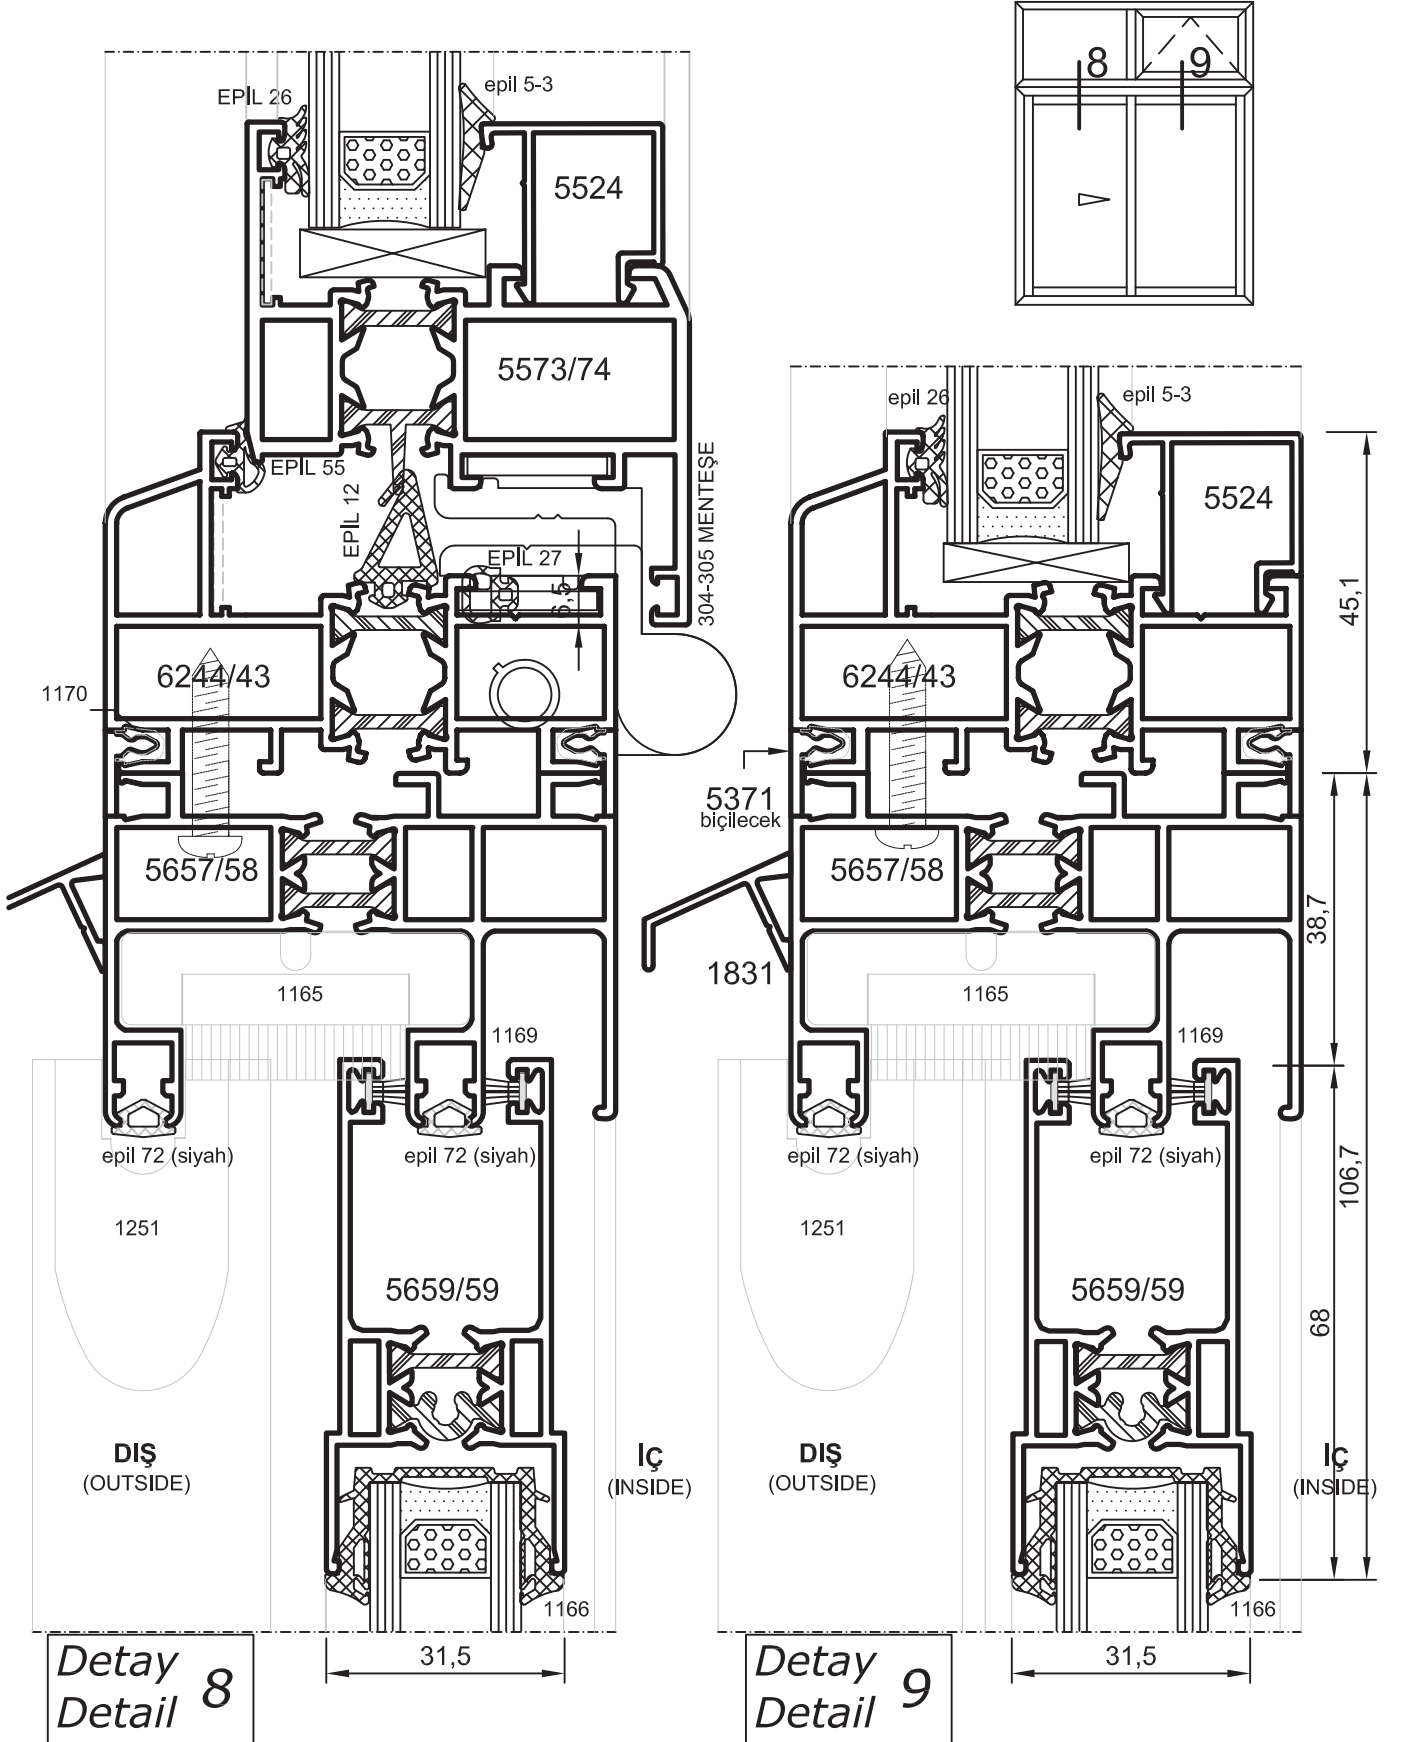 8
9
EPİL 26
epil 5-3
5524
5573/74
EPİL 55
EPİL 12
EPİL 27
6,5
304-305 MENTEŞE
6244/43
1170
5657/58
1165
1169
epil 72 (siyah)
epil 72 (siyah)
1251
5659/59
DIŞ
(OUTSIDE)
İÇ
(INSIDE)
1166
31,5
Detay
Detail 8
epil 26
epil 5-3
5524
45,1
6244/43
5371
biçilecek
5657/58
38,7
1831
1165
1169
epil 72 (siyah)
epil 72 (siyah)
106,7
1251
5659/59
68
DIŞ
(OUTSIDE)
İÇ
(INSIDE)
1166
31,5
Detay
Detail 9